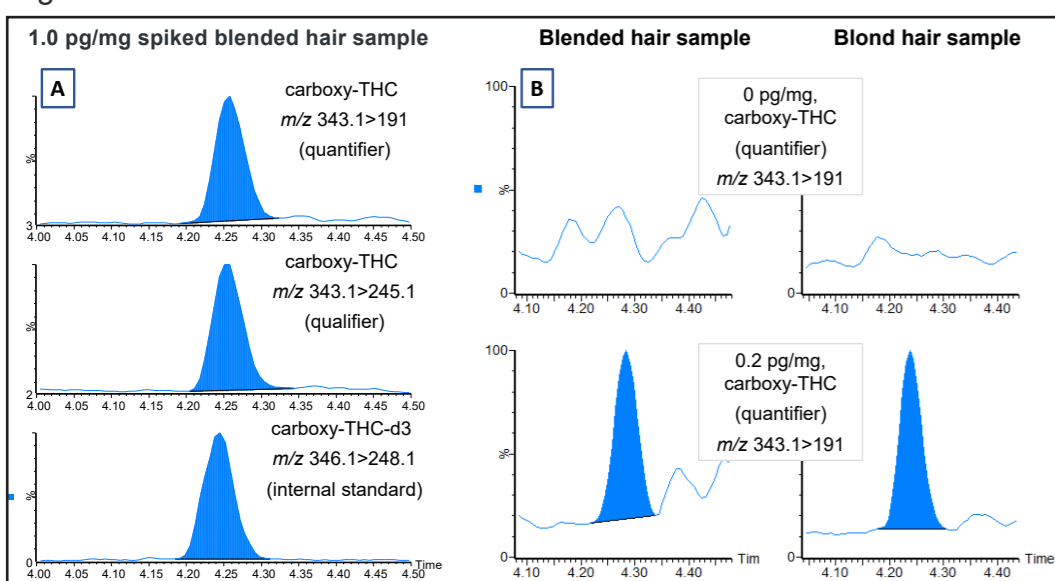 1.0 pg/mg spiked blended hair sample
A
carboxy-THC
m/z 343.1>191
(quantifier)
%
3
4.00 4.05 4.10 4.15 4.20 4.25 4.30 4.35 4.40 4.45 4.50
carboxy-THC
m/z 343.1>245.1
(qualifier)
%
2
4.00 4.05 4.10 4.15 4.20 4.25 4.30 4.35 4.40 4.45 4.50
carboxy-THC-d3
m/z 346.1>248.1
(internal standard)
%
0
Time
4.00 4.05 4.10 4.15 4.20 4.25 4.30 4.35 4.40 4.45 4.50
Blended hair sample
Blond hair sample
B
100
0 pg/mg,
carboxy-THC
(quantifier)
m/z 343.1>191
%
0
0
4.10 4.20 4.30 4.40
4.10 4.20 4.30 4.40
100
0.2 pg/mg,
carboxy-THC
(quantifier)
m/z 343.1>191
%
%
0
Tim
0
Time
4.10 4.20 4.30 4.40
4.10 4.20 4.30 4.40